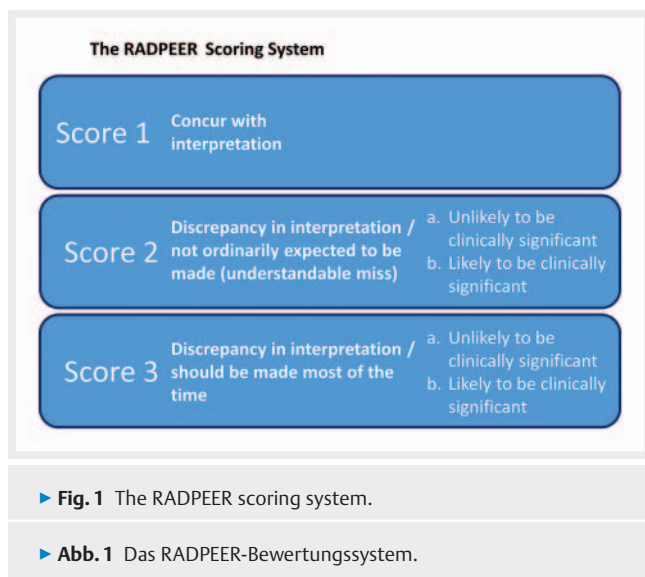 The RADPEER Scoring System
Score 1
Concur with
interpretation
Score 2
Discrepancy in interpretation /
not ordinarily expected to be
made (understandable miss)
a. Unlikely to be
clinically significant
b. Likely to be clinically
significant
Score 3
Discrepancy in interpretation /
should be made most of the
time
a. Unlikely to be
clinically significant
b. Likely to be clinically
significant
▶ Fig. 1 The RADPEER scoring system.
▶ Abb. 1 Das RADPEER-Bewertungssystem.